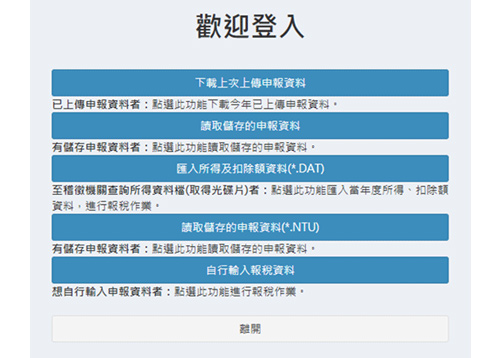 歡迎登入
下載上次上傳申報資料
已上傳申報資料者：點選此功能下載今年已上傳申報資料。
讀取儲存的申報資料
有儲存申報資料者：點選此功能讀取儲存的申報資料。
匯入所得及扣除額資料(*.DAT)
至稽徵機關查詢所得資料檔(取得光碟片)者：點選此功能匯入當年度所得、扣除額
資料，進行報稅作業。
讀取儲存的申報資料(*.NTU)
有儲存申報資料者：點選此功能讀取儲存的申報資料。
自行輸入報稅資料
想自行輸入申報資料者：點選此功能進行報稅作業。
離開